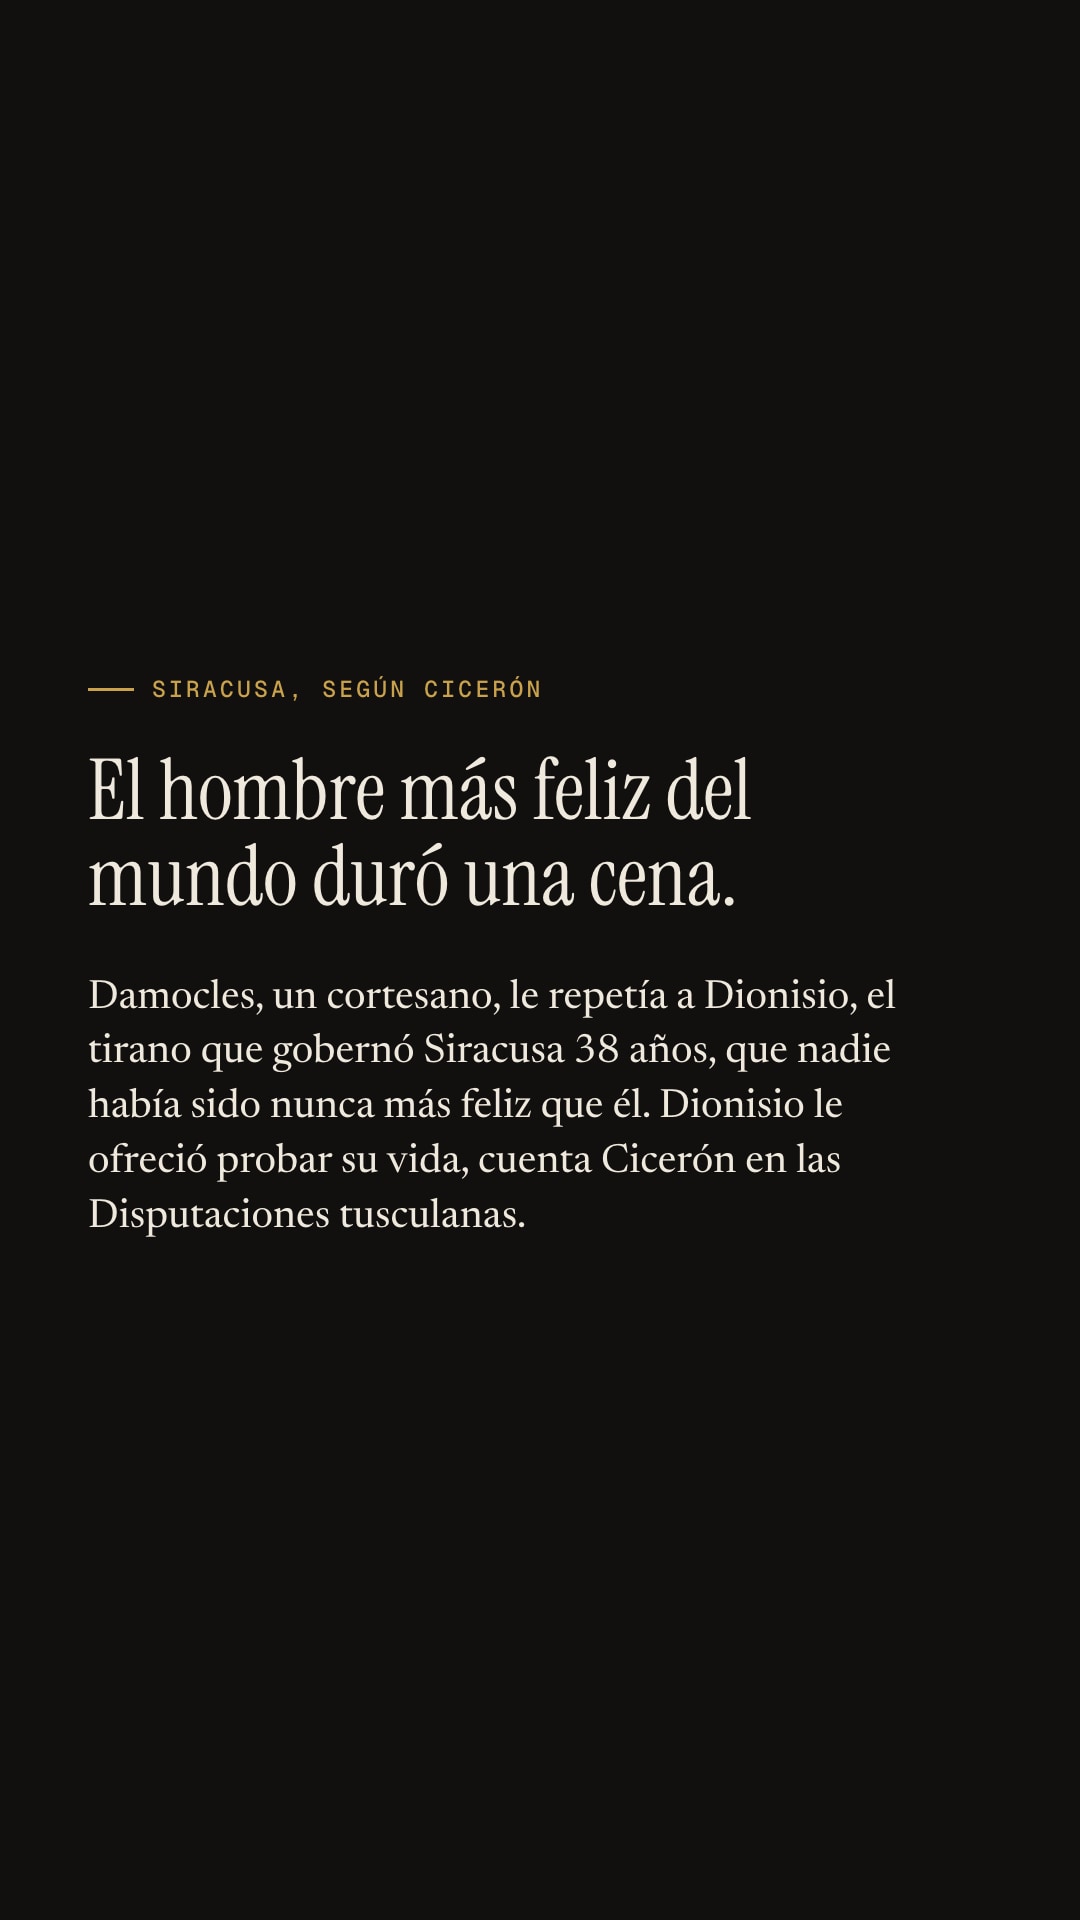 SIRACUSA, SEGÚN CICERÓN
El hombre más feliz del
mundo duró una cena.
Damocles, un cortesano, le repetía a Dionisio, el
tirano que gobernó Siracusa 38 años, que nadie
había sido nunca más feliz que él. Dionisio le
ofreció probar su vida, cuenta Cicerón en las
Disputaciones tusculanas.